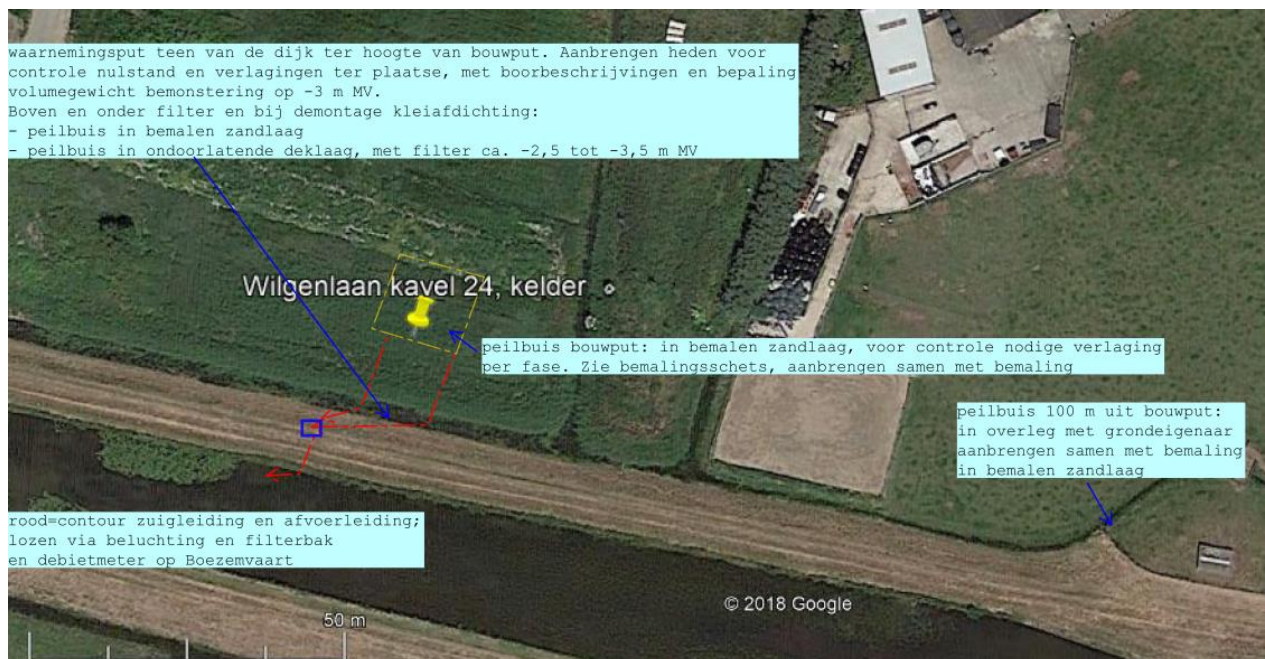 waarnemingsput teen van de dijk ter hoogte van bouwput. Aanbrengen heden voor
controle nulstand en verlagingen ter plaatse, met boorbeschrijvingen en bepaling
volumegewicht bemonstering op -3 m MV.
Boven en onder filter en bij demontage kleiafdichting:
- peilbuis in bemalen zandlaag
- peilbuis in ondoorlatende deklaag, met filter ca. -2,5 tot -3,5 m MV
Wilgenlaan kavel 24, kelder
peilbuis bouwput: in bemalen zandlaag, voor controle nodige verlaging
per fase. Zie bemalingsschets, aanbrengen samen met bemaling
peilbuis 100 m uit bouwput:
in overleg met grondeigenaar
aanbrengen samen met bemaling
in bemalen zandlaag
rood=contour zuigleiding en afvoerleiding;
lozen via beluchting en filterbak
en debietmeter op Boezemvaart
© 2018 Google
50 m